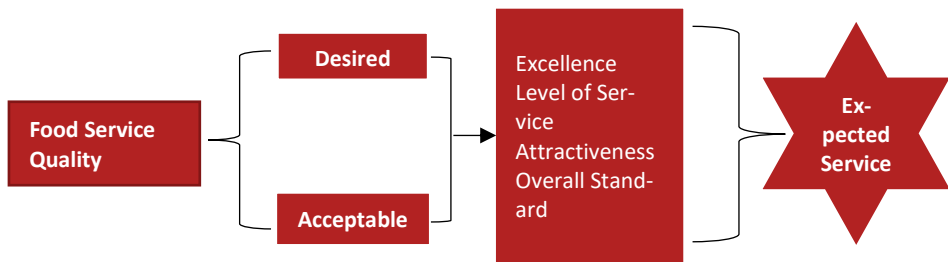 Food Service
Quality
Desired
Acceptable
Excellence
Level of Ser-
vice
Attractiveness
Overall Stand-
ard
Ex-
pected
Service